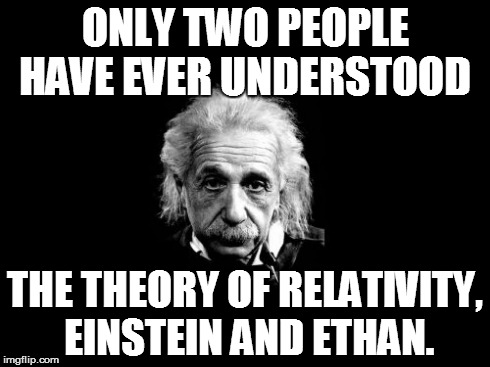 ONLY TWO PEOPLE
HAVE EVER UNDERSTOOD
THE THEORY OF RELATIVITY,
EINSTEIN AND ETHAN.
imgflip.com